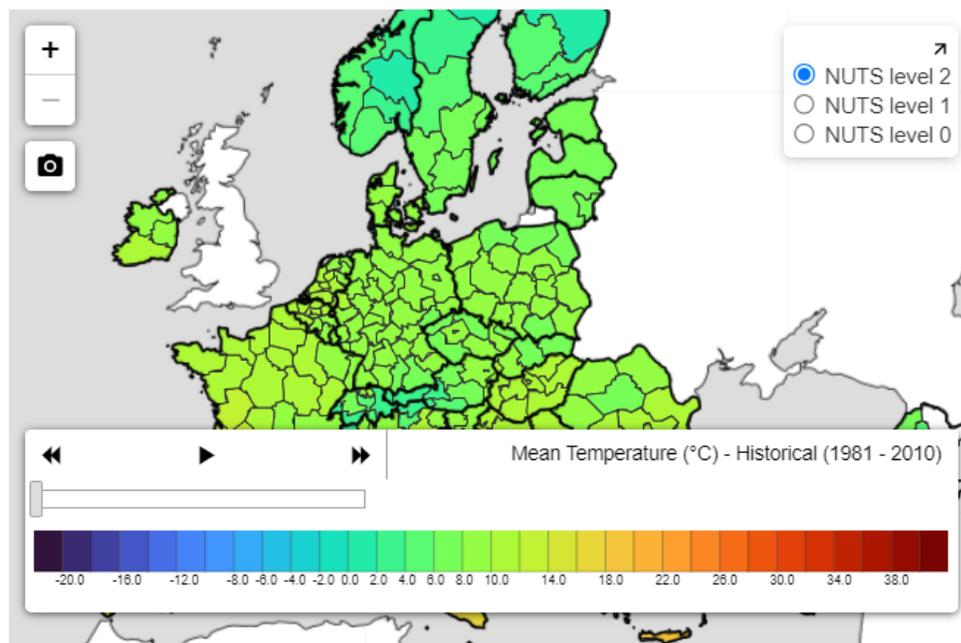 +
−
NUTS level 2
NUTS level 1
NUTS level 0
Mean Temperature (°C) - Historical (1981 - 2010)
-20.0 -16.0 -12.0 -8.0 -6.0 -4.0 -2.0 0.0 2.0 4.0 6.0 8.0 10.0 14.0 18.0 22.0 26.0 30.0 34.0 38.0